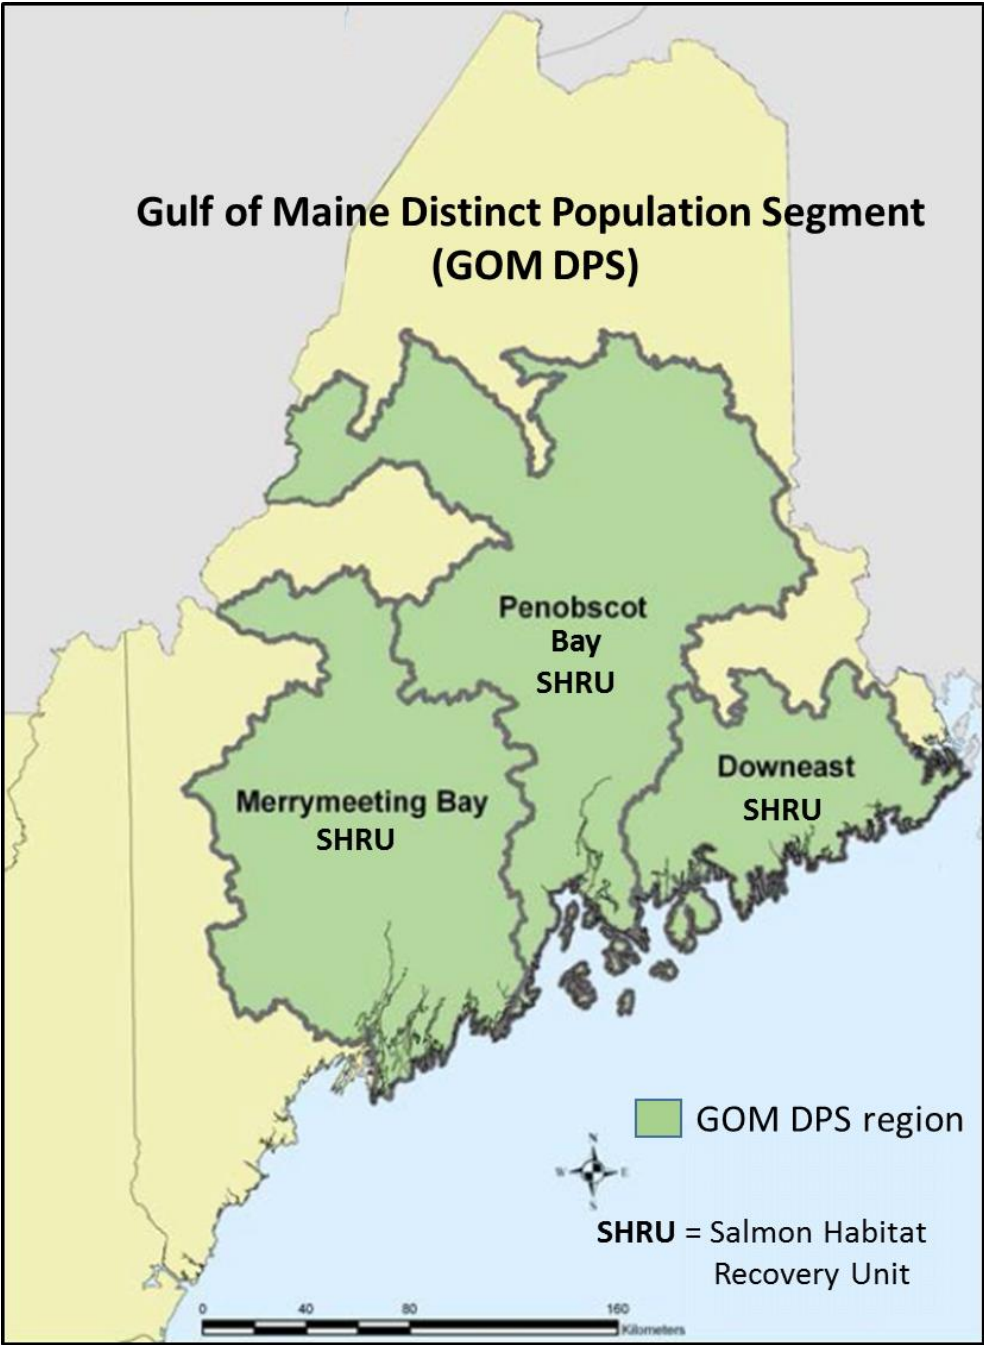 Gulf of Maine Distinct Population Segment
(GOM DPS)
Penobscot
Bay
SHRU
Downeast
SHRU
Merrymeeting Bay
SHRU
GOM DPS region
N
W E
S
SHRU = Salmon Habitat
Recovery Unit
0 40 80 160
Kilometers